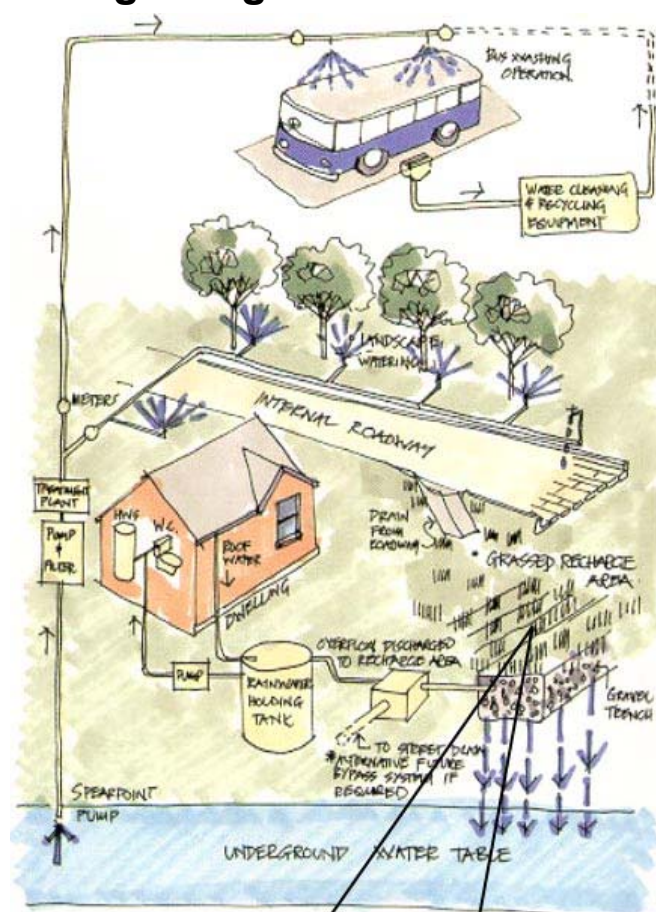 BUS WASHING
OPERATION
WATER CLEANING
& RECYCLING
EQUIPMENT
LANDSCAPE
WATERING
METERS
INTERNAL ROADWAY
TREATMENT
PLANT
PUMP
&
FILTER
HWS
W.C.
ROOF
WATER
DWELLING
DRAIN
FROM
ROADWAY
GRASSED RECHARGE
AREA
OVERFLOW DISCHARGED
TO RECHARGE AREA
PUMP
RAINWATER
HOLDING
TANK
GRAVEL
TRENCH
TO STREET DRAIN
*ALTERNATIVE FUTURE
BYPASS SYSTEM IF
REQUIRED
SPEARPOINT
PUMP
UNDERGROUND WATER TABLE